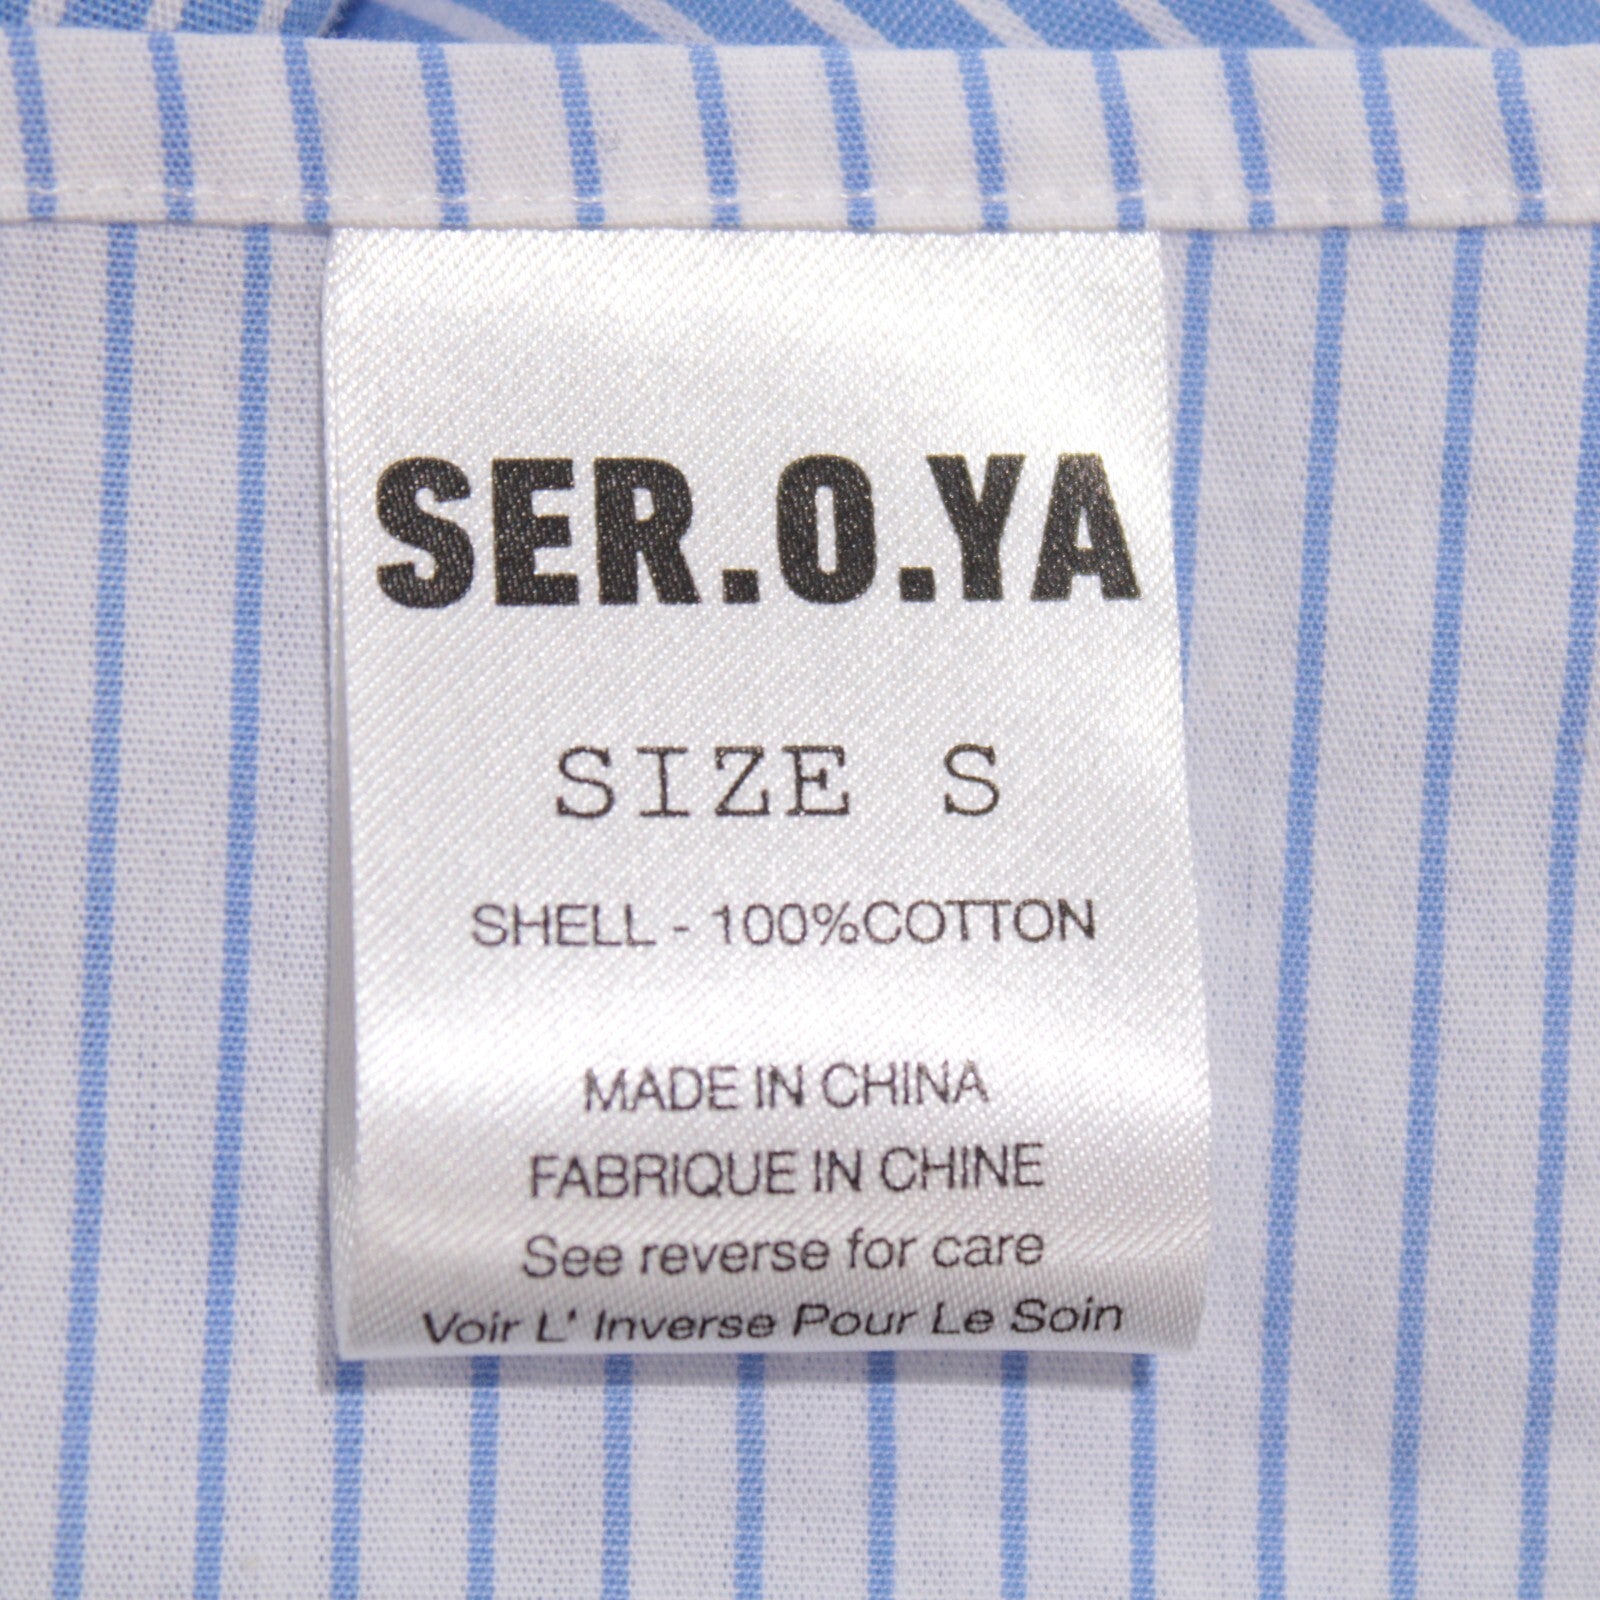 SER.O.YA
SIZE S
SHELL - 100%COTTON
MADE IN CHINA
FABRIQUE IN CHINE
See reverse for care
Voir L' Inverse Pour Le Soin